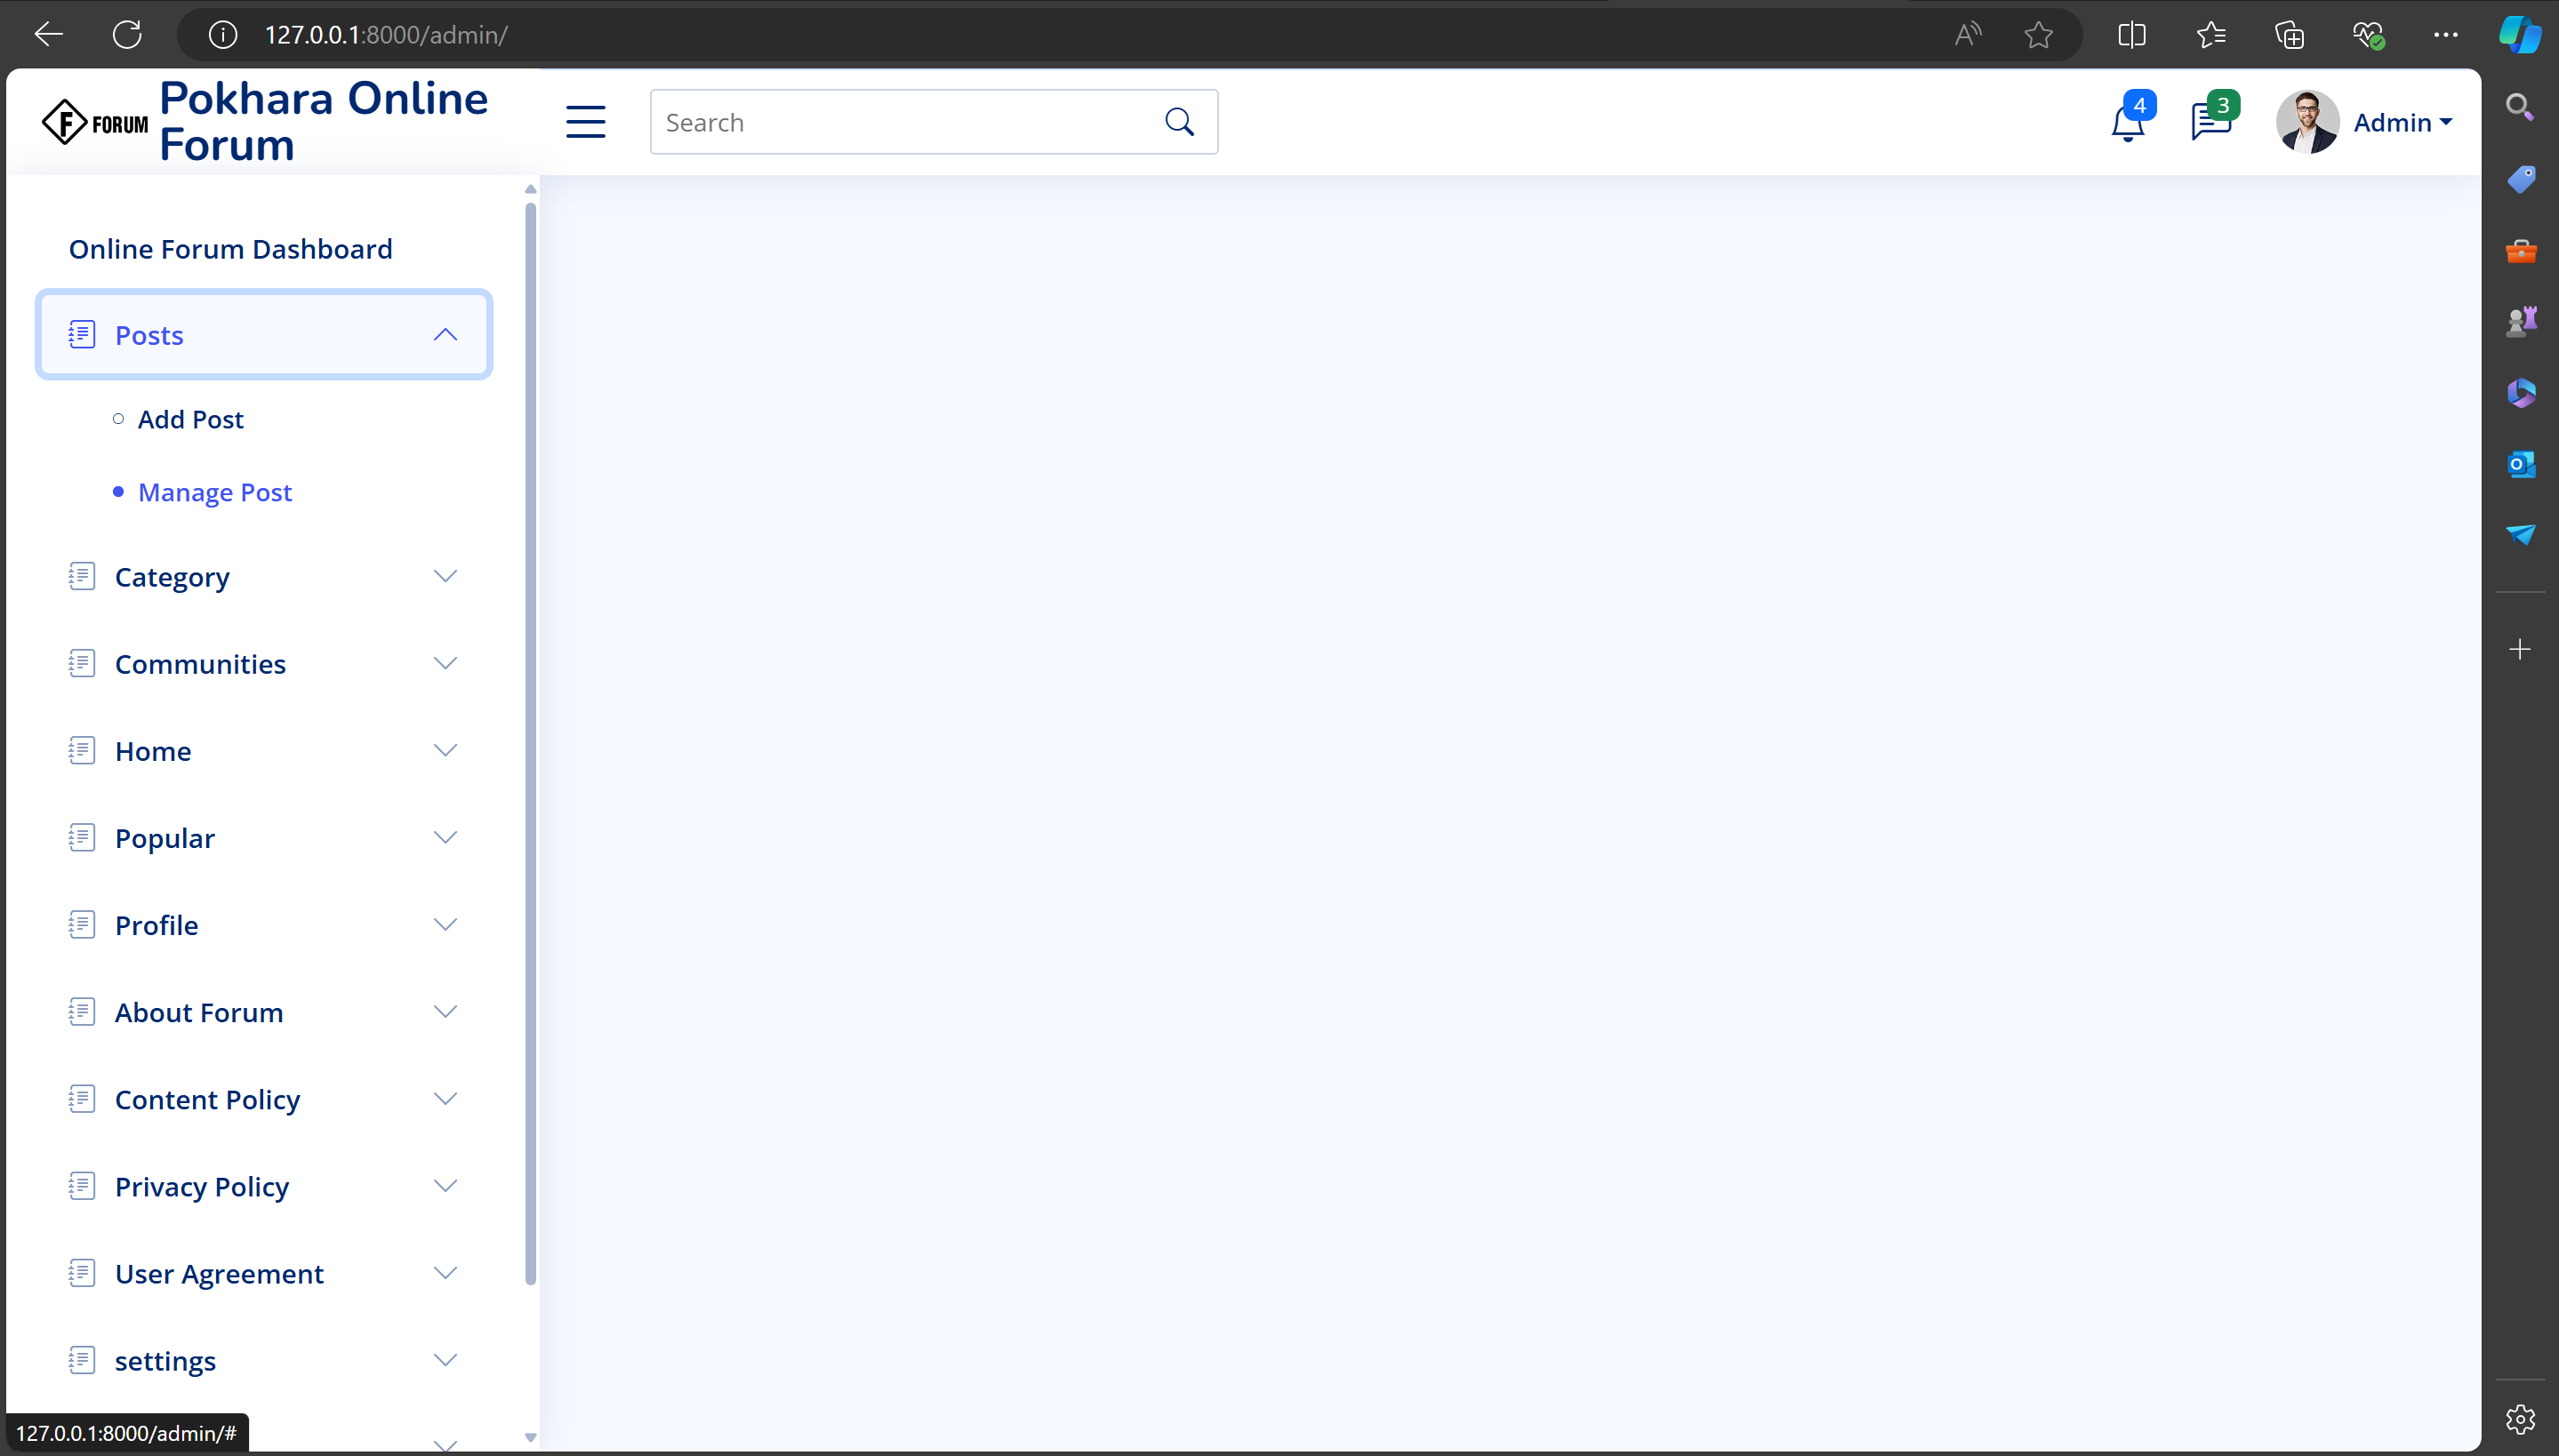 127.0.0.1:8000/admin/
FORUM
Pokhara Online
Forum
Search
4
3
Admin
Online Forum Dashboard
Posts
Add Post
Manage Post
Category
Communities
Home
Popular
Profile
About Forum
Content Policy
Privacy Policy
User Agreement
settings
127.0.0.1:8000/admin/#